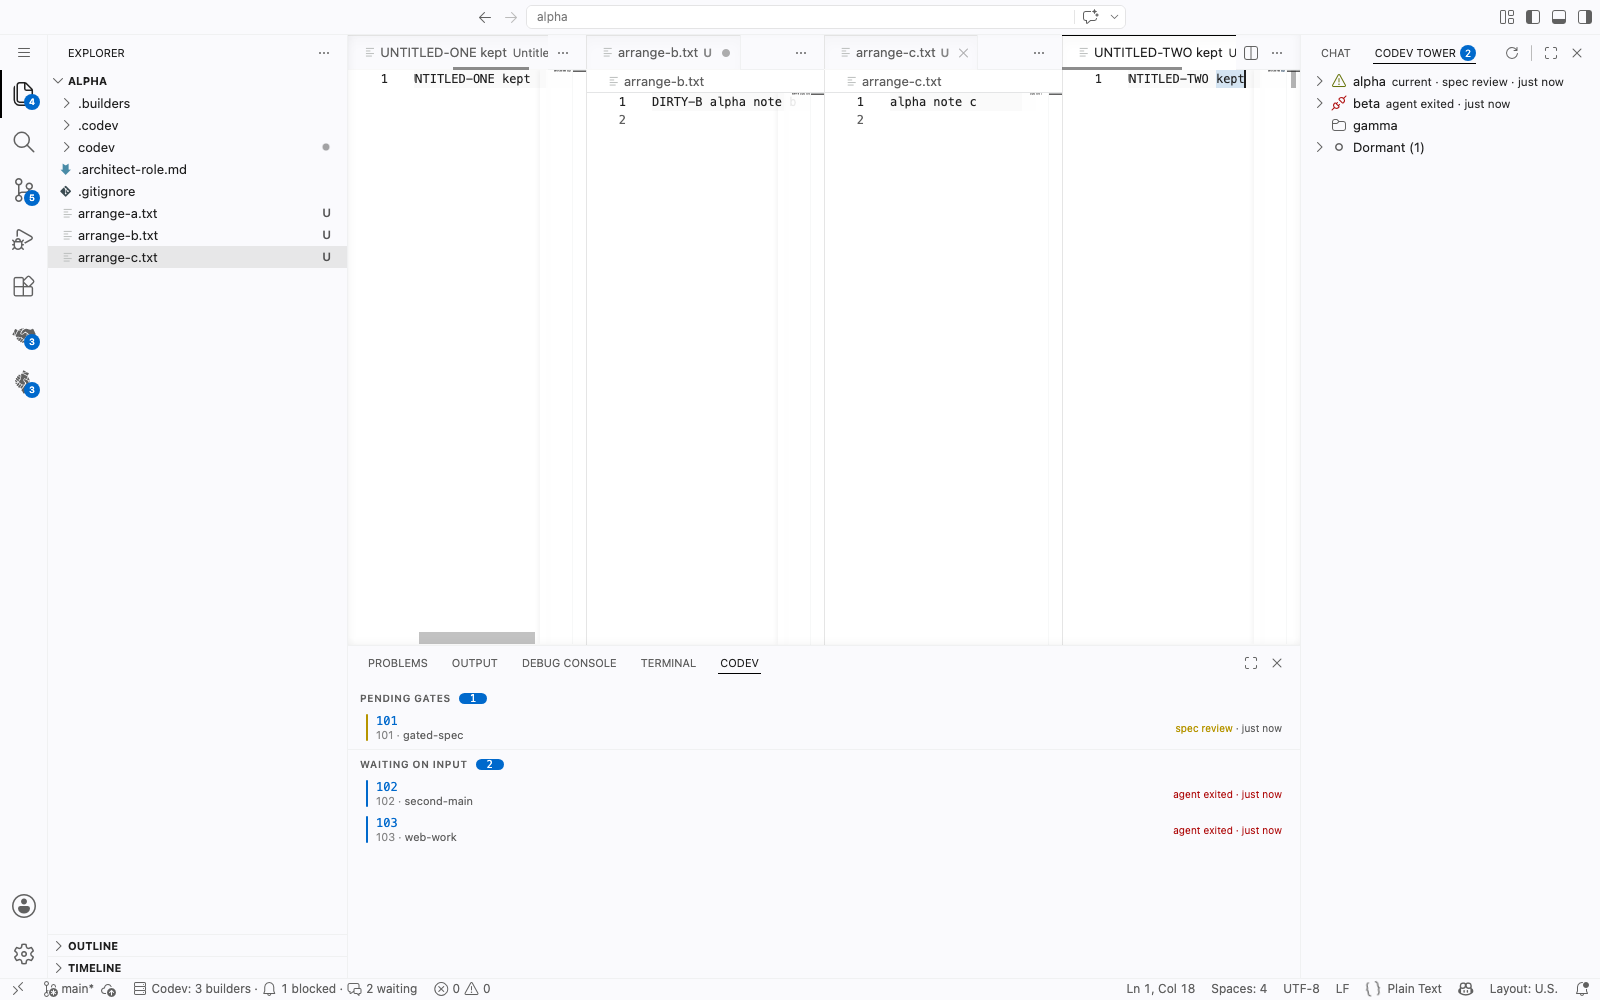 alpha
EXPLORER
ALPHA
.builders
.codev
codev
.architect-role.md
.gitignore
arrange-a.txt U
arrange-b.txt U
arrange-c.txt U
OUTLINE
TIMELINE
4
5
3
3
UNTITLED-ONE kept Untitle
1 NTITLED-ONE kept
arrange-b.txt U
arrange-b.txt
1 DIRTY-B alpha note b
2
arrange-c.txt U
arrange-c.txt
1 alpha note c
2
UNTITLED-TWO kept U
1 NTITLED-TWO kept
CHAT CODEV TOWER 2
alpha current · spec review · just now
beta agent exited · just now
gamma
Dormant (1)
PROBLEMS OUTPUT DEBUG CONSOLE TERMINAL CODEV
PENDING GATES 1
101
101 · gated-spec
spec review · just now
WAITING ON INPUT 2
102
102 · second-main
agent exited · just now
103
103 · web-work
agent exited · just now
main* Codev: 3 builders · 1 blocked · 2 waiting 0 0
Ln 1, Col 18 Spaces: 4 UTF-8 LF { } Plain Text Layout: U.S.